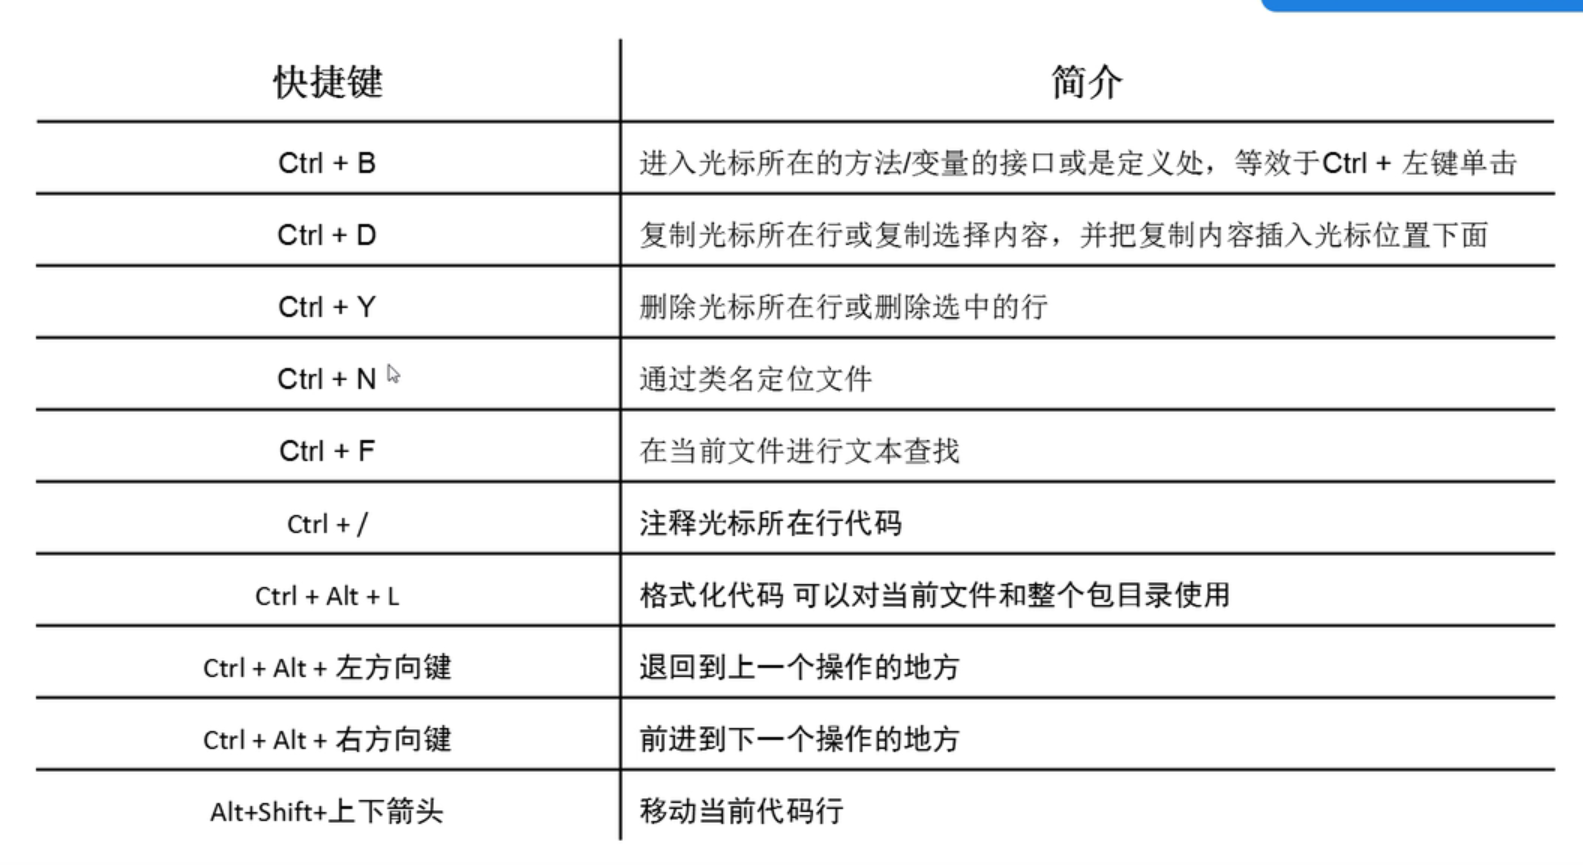 快捷键 简介
Ctrl + B 进入光标所在的方法/变量的接口或是定义处，等效于Ctrl + 左键单击
Ctrl + D 复制光标所在行或复制选择内容，并把复制内容插入光标位置下面
Ctrl + Y 删除光标所在行或删除选中的行
Ctrl + N 通过类名定位文件
Ctrl + F 在当前文件进行文本查找
Ctrl + / 注释光标所在行代码
Ctrl + Alt + L 格式化代码 可以对当前文件和整个包目录使用
Ctrl + Alt + 左方向键 退回到上一个操作的地方
Ctrl + Alt + 右方向键 前进到下一个操作的地方
Alt+Shift+上下箭头 移动当前代码行